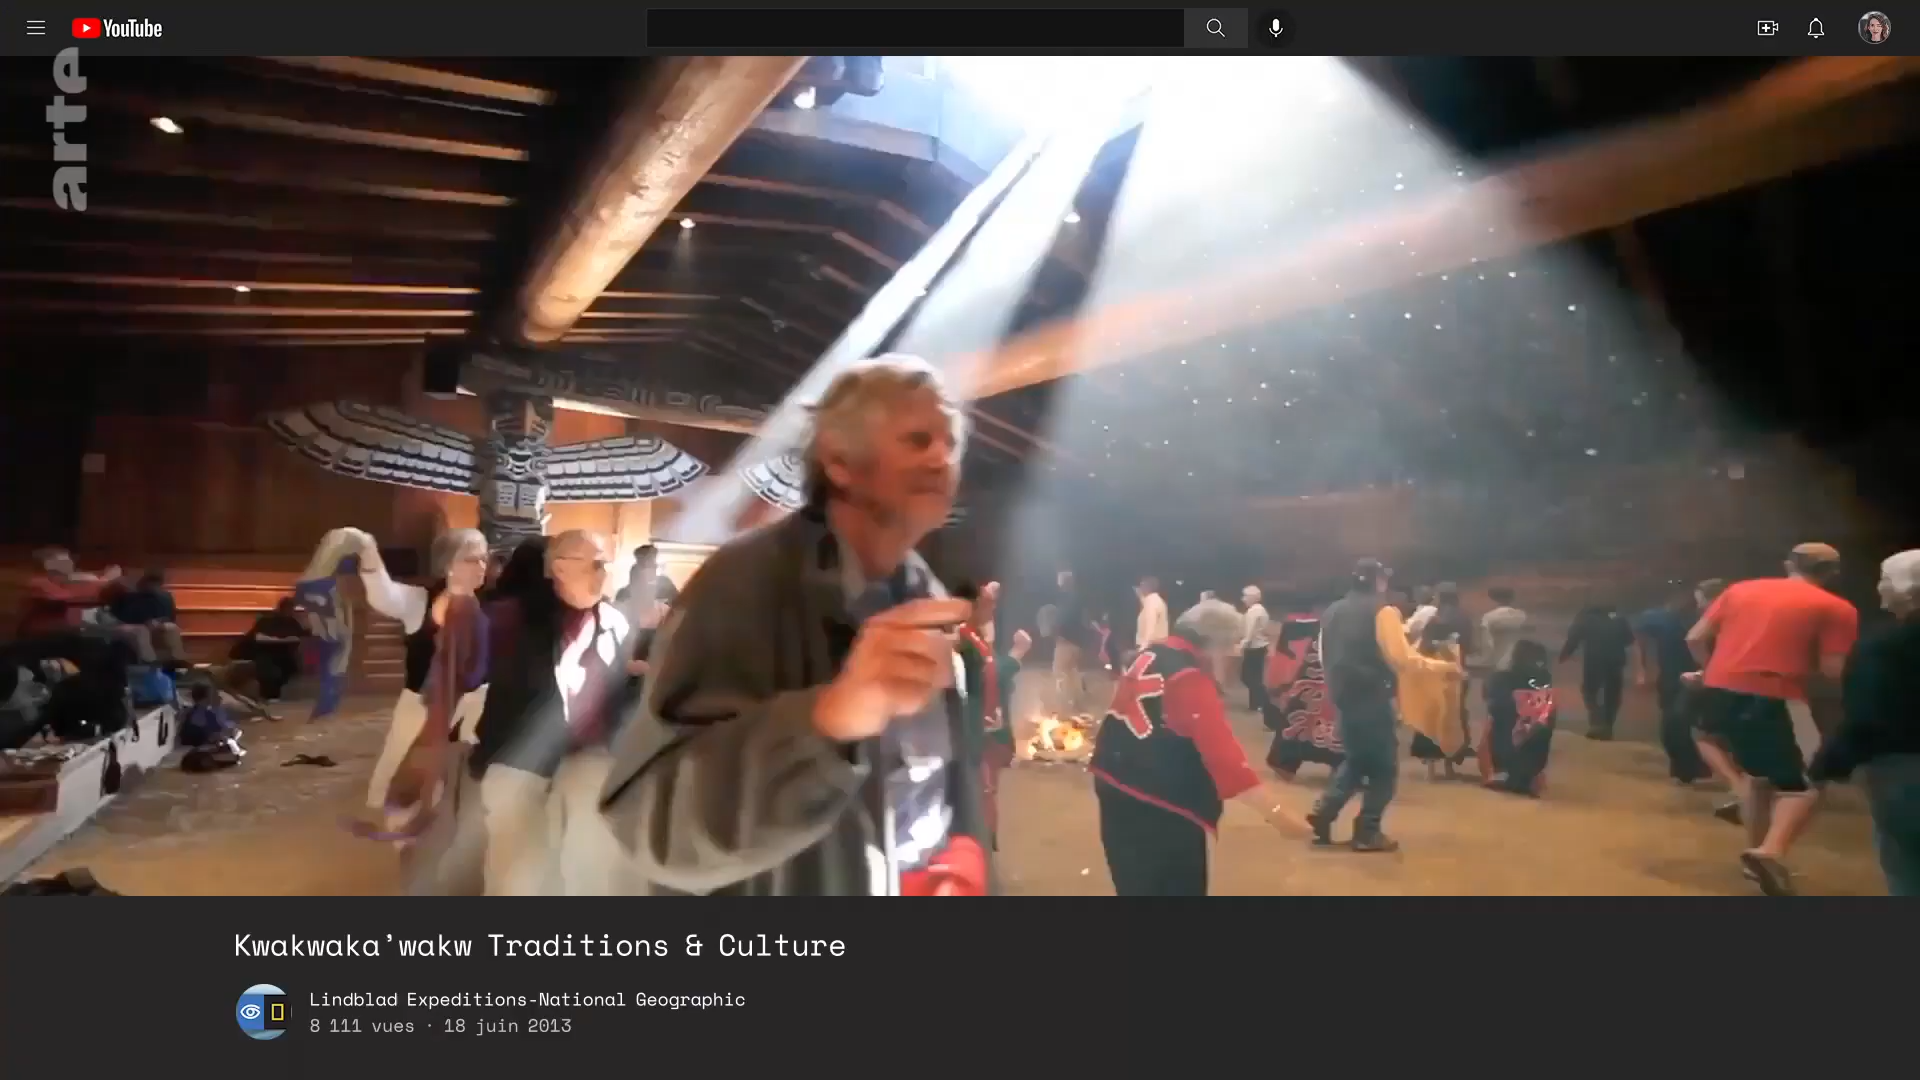 YouTube
arte
Kwakwaka’wakw Traditions & Culture
Lindblad Expeditions-National Geographic
8 111 vues · 18 juin 2013